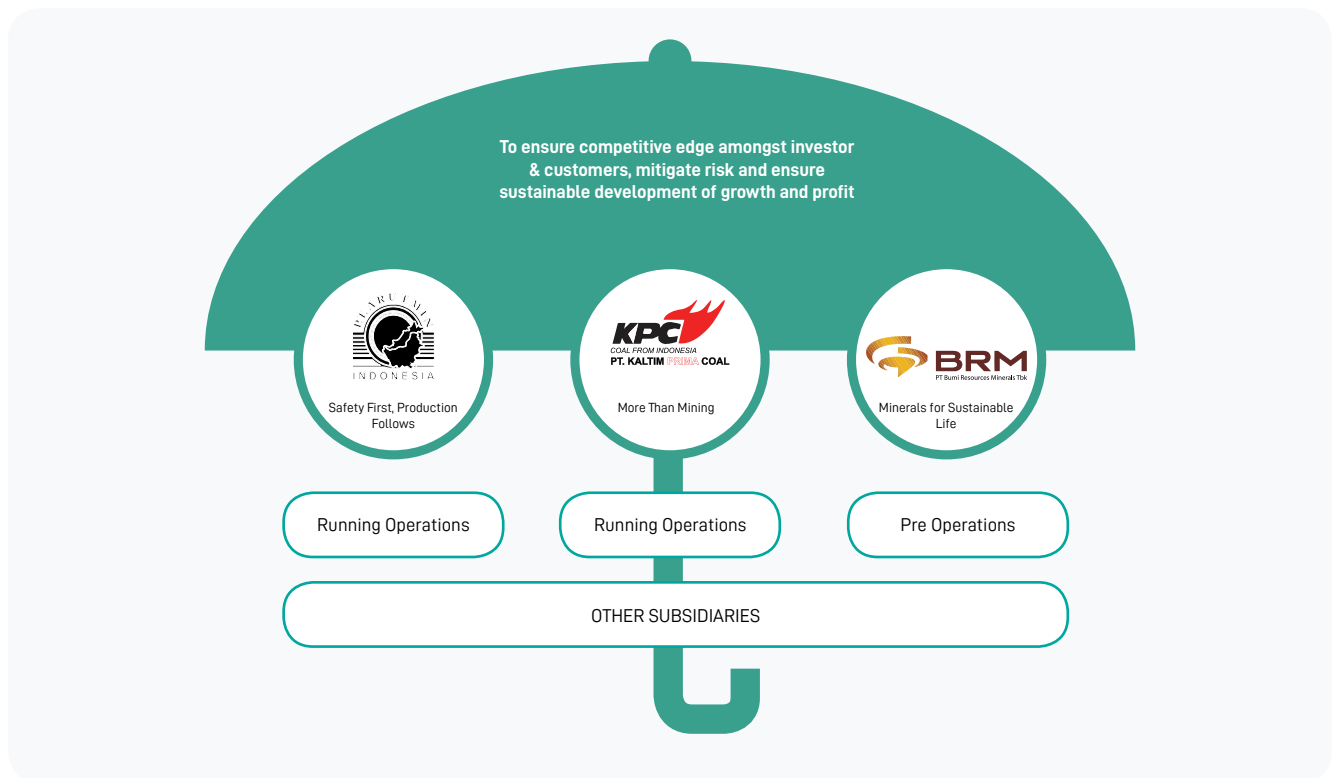 To ensure competitive edge amongst investor
& customers, mitigate risk and ensure
sustainable development of growth and profit
PT. ARUTMIN
INDONESIA
Safety First, Production
Follows
KPC
COAL FROM INDONESIA
PT. KALTIM PRIMA COAL
More Than Mining
BRM
PT Bumi Resources Minerals Tbk
Minerals for Sustainable
Life
Running Operations
Running Operations
Pre Operations
OTHER SUBSIDIARIES